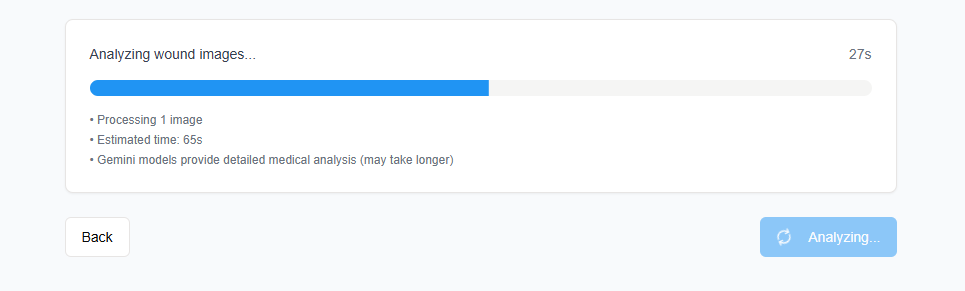 Analyzing wound images...
27s
• Processing 1 image
• Estimated time: 65s
• Gemini models provide detailed medical analysis (may take longer)
Back
Analyzing...